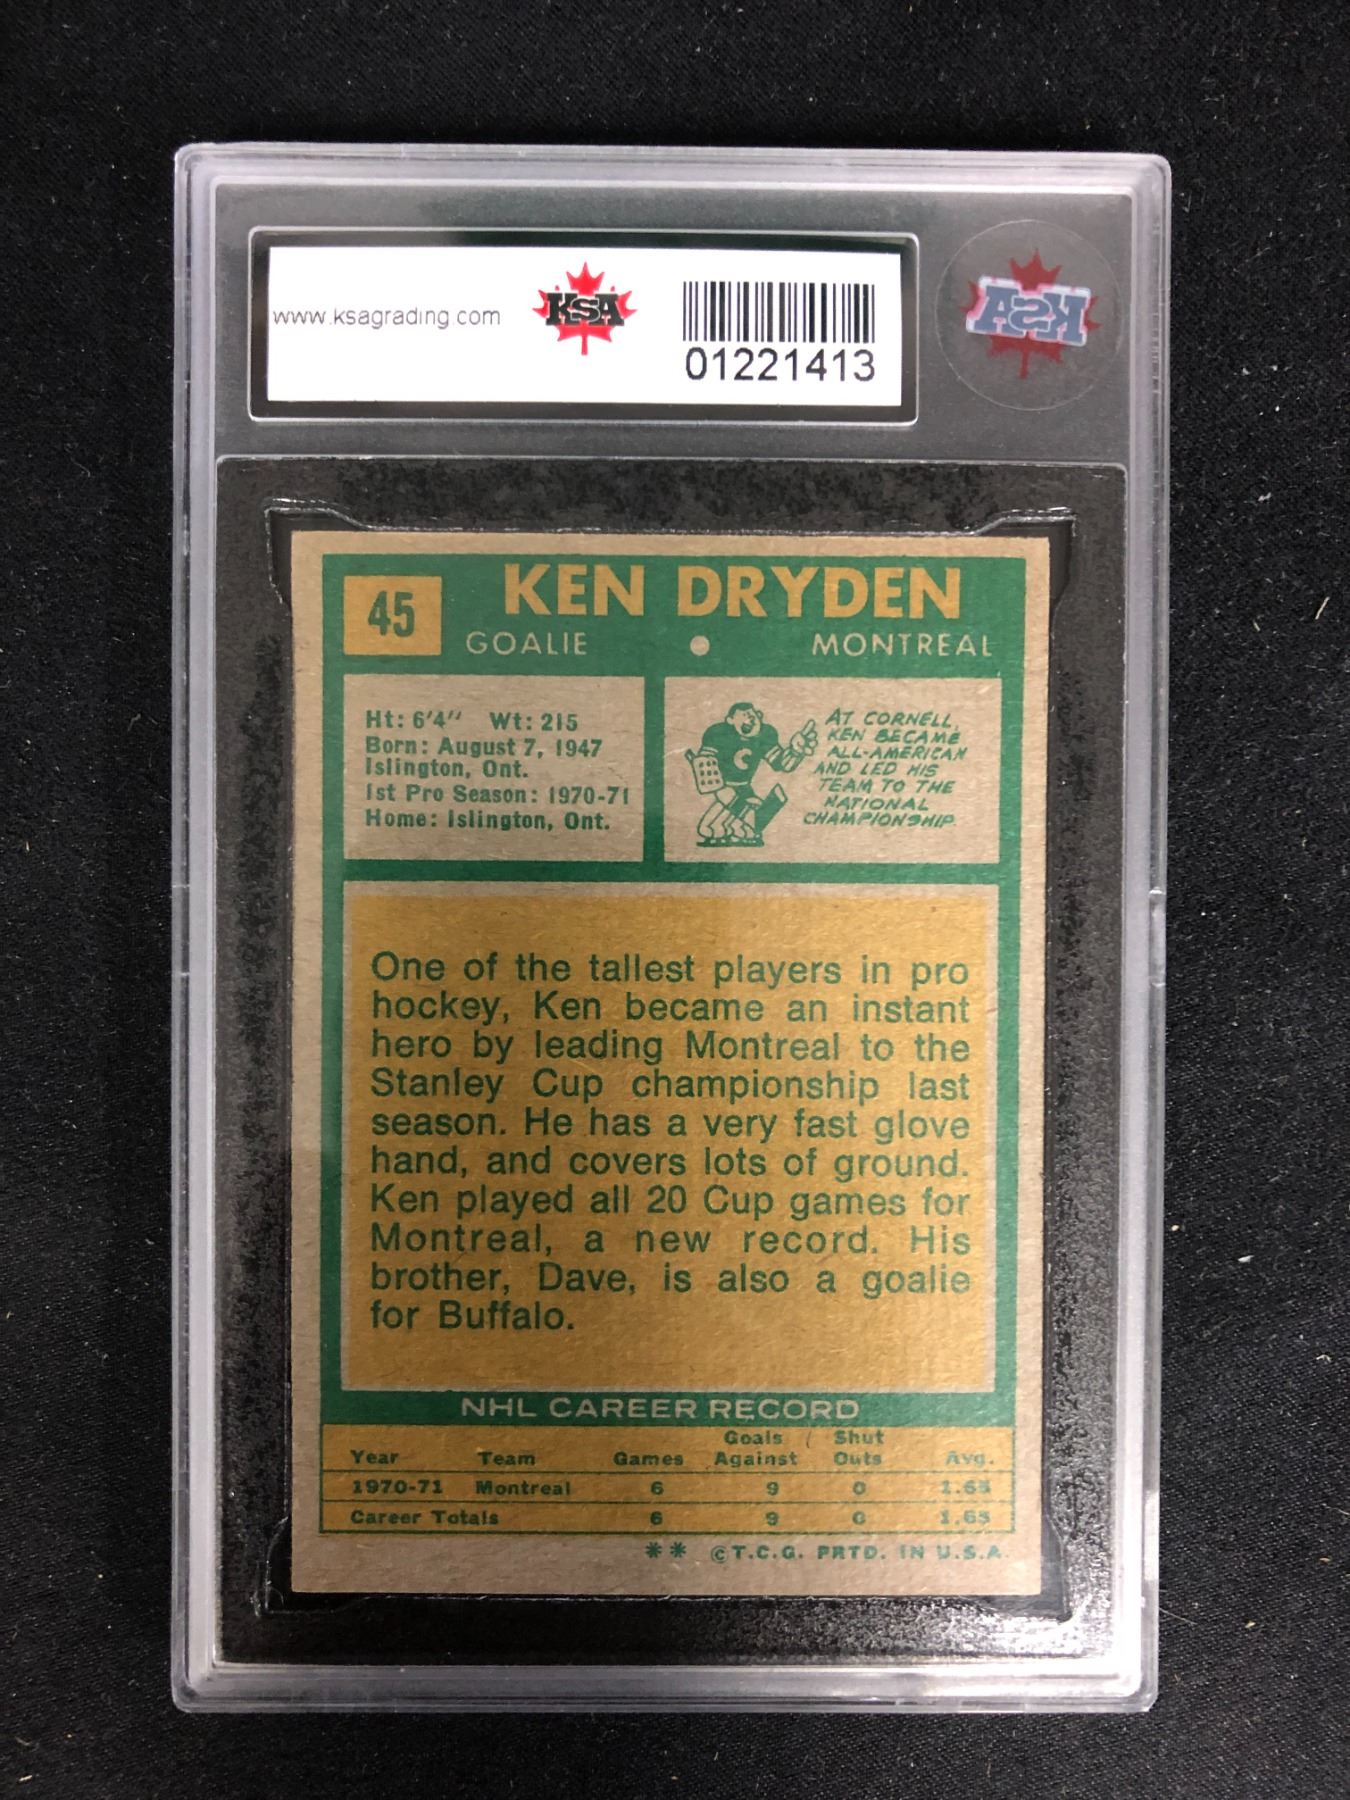 www.ksagrading.com
KSA
01221413
KSA
45
KEN DRYDEN
GOALIE
MONTREAL
Ht: 6'4" Wt: 215
Born: August 7, 1947
Islington, Ont.
1st Pro Season: 1970-71
Home: Islington, Ont.
C
AT CORNELL,
KEN BECAME
ALL-AMERICAN
AND LED HIS
TEAM TO THE
NATIONAL
CHAMPIONSHIP.
One of the tallest players in pro
hockey, Ken became an instant
hero by leading Montreal to the
Stanley Cup championship last
season. He has a very fast glove
hand, and covers lots of ground.
Ken played all 20 Cup games for
Montreal, a new record. His
brother, Dave, is also a goalie
for Buffalo.
NHL CAREER RECORD
Year Team Games Goals Against Shut Outs Avg.
1970-71 Montreal 6 9 0 1.65
Career Totals 6 9 0 1.65
** © T.C.G. PRTD. IN U.S.A.